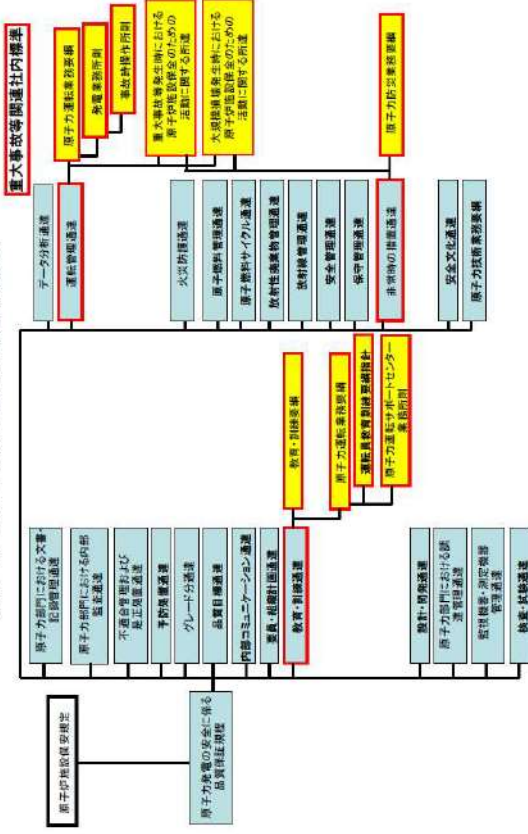 重大事故等関連社内標準
原子炉施設保安規定
原子力発電の安全に係る
品質保証規程
原子力部門における文書・
記録管理通達
原子力部門における内部
監査通達
不適合管理および
是正処置通達
予防処置通達
グレード分通達
品質目標通達
内部コミュニケーション通達
要員・組織計画通達
教育・訓練通達
設計・開発通達
原子力部門における調
達管理通達
監視機器・測定機器
管理通達
検査・試験通達
教育・訓練要綱
原子力運転業務要綱
運転員教育訓練要綱指針
原子力運転サポートセンター
業務所則
データ分析通達
運転管理通達
火災防護通達
原子燃料管理通達
原子燃料サイクル通達
放射性廃棄物管理通達
放射線管理通達
安全管理通達
保守管理通達
非常時の措置通達
安全文化通達
原子力技術業務要綱
原子力運転業務要綱
発電業務所則
事故時操作所則
重大事故等発生時における
原子炉施設保全のための
活動に関する所達
大規模損壊発生時における
原子炉施設保全のための
活動に関する所達
原子力防災業務要綱